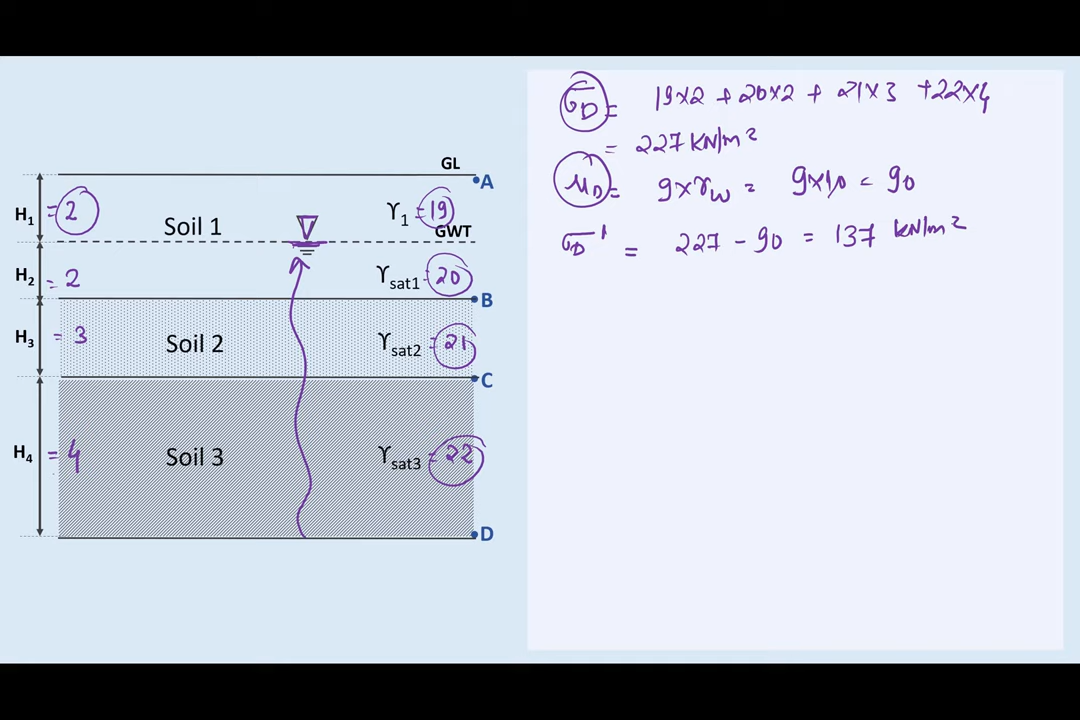 GL
A
H₁ = 2
Soil 1
γ₁ = 19
GWT
H₂ = 2
γsat1 = 20
B
H₃ = 3
Soil 2
γsat2 = 21
C
H₄ = 4
Soil 3
γsat3 = 22
D
σD = 19×2 + 20×2 + 21×3 + 22×4
= 227 KN/m²
μD = 9×γw = 9×10 = 90
σD' = 227 - 90 = 137 KN/m²